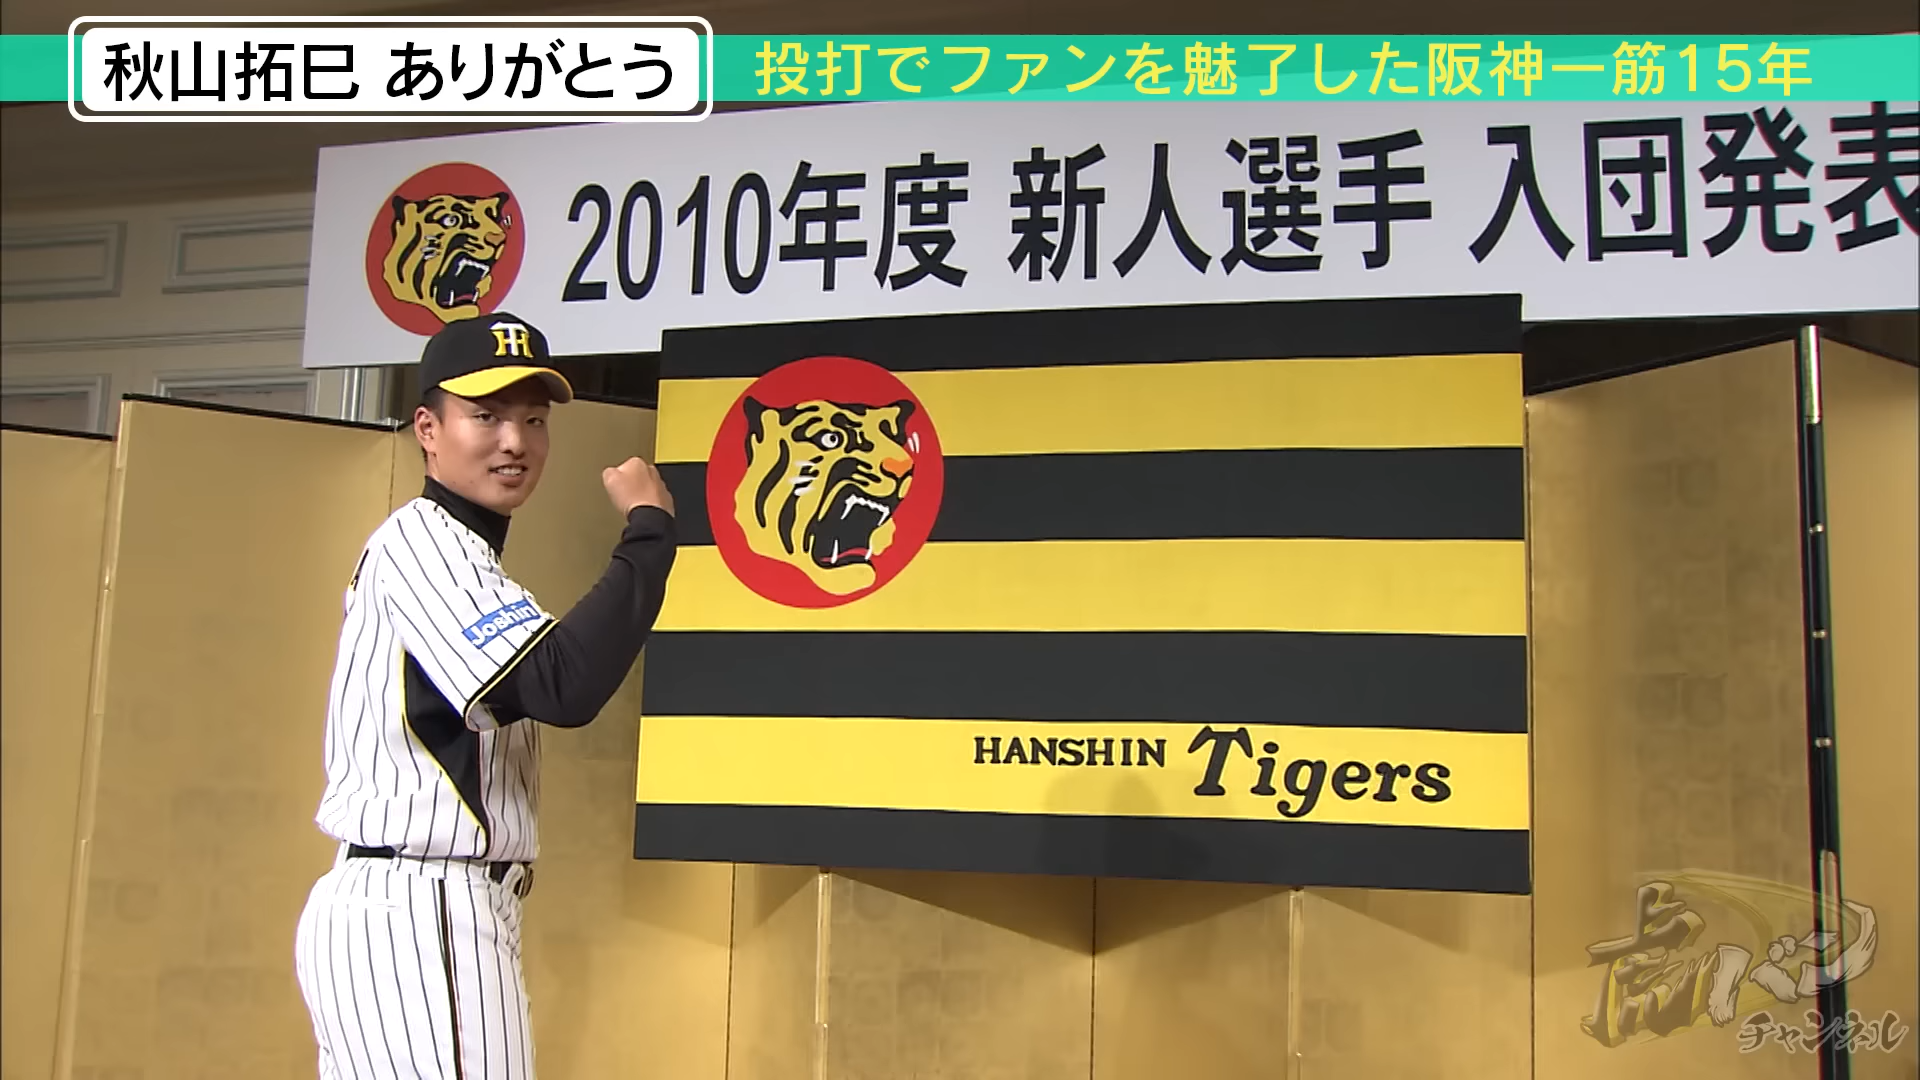 秋山拓巳 ありがとう
投打でファンを魅了した阪神一筋15年
2010年度 新人選手 入団発表
TH
Joshin
HANSHIN Tigers
虎バン
チャンネル